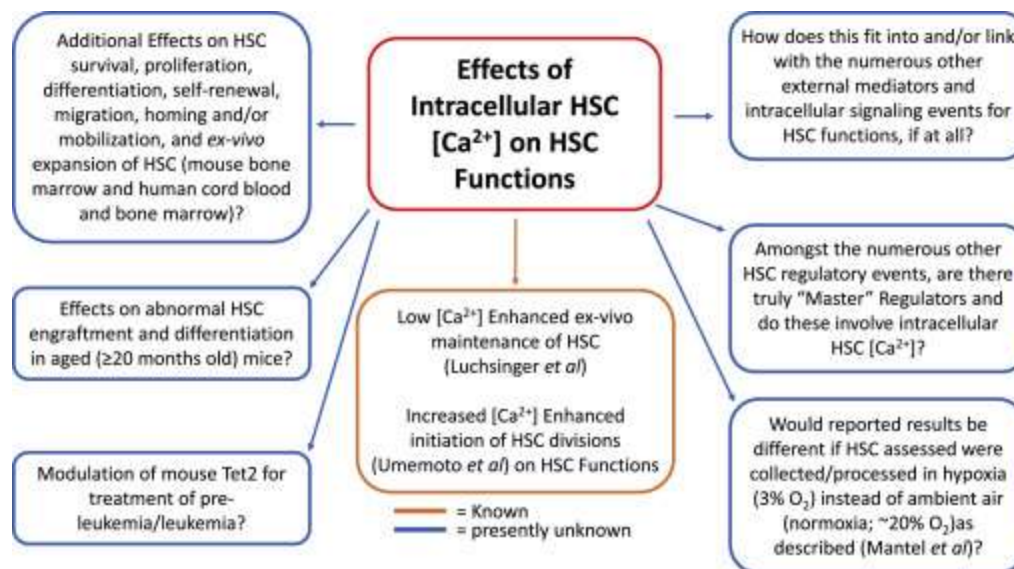 Additional Effects on HSC
survival, proliferation,
differentiation, self-renewal,
migration, homing and/or
mobilization, and ex-vivo
expansion of HSC (mouse bone
marrow and human cord blood
and bone marrow)?
Effects of
Intracellular HSC
[Ca²⁺] on HSC
Functions
How does this fit into and/or link
with the numerous other
external mediators and
intracellular signaling events for
HSC functions, if at all?
Effects on abnormal HSC
engraftment and differentiation
in aged (≥20 months old) mice?
Low [Ca²⁺] Enhanced ex-vivo
maintenance of HSC
(Luchsinger et al)
Increased [Ca²⁺] Enhanced
initiation of HSC divisions
(Umemoto et al) on HSC Functions
Amongst the numerous other
HSC regulatory events, are there
truly “Master” Regulators and
do these involve intracellular
HSC [Ca²⁺]?
Modulation of mouse Tet2 for
treatment of pre-
leukemia/leukemia?
Would reported results be
different if HSC assessed were
collected/processed in hypoxia
(3% O₂) instead of ambient air
(normoxia; ~20% O₂)as
described (Mantel et al)?
= Known
= presently unknown